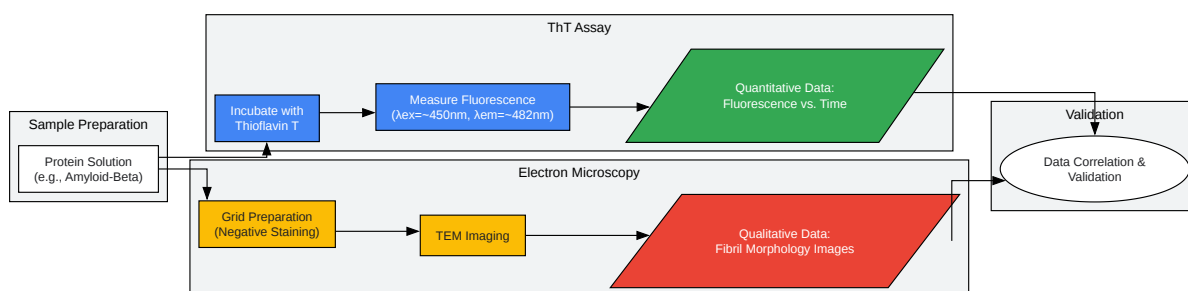 ThT Assay
Incubate with
Thioflavin T
Measure Fluorescence
(λex=~450nm, λem=~482nm)
Quantitative Data:
Fluorescence vs. Time
Sample Preparation
Protein Solution
(e.g., Amyloid-Beta)
Electron Microscopy
Grid Preparation
(Negative Staining)
TEM Imaging
Qualitative Data:
Fibril Morphology Images
Validation
Data Correlation &
Validation